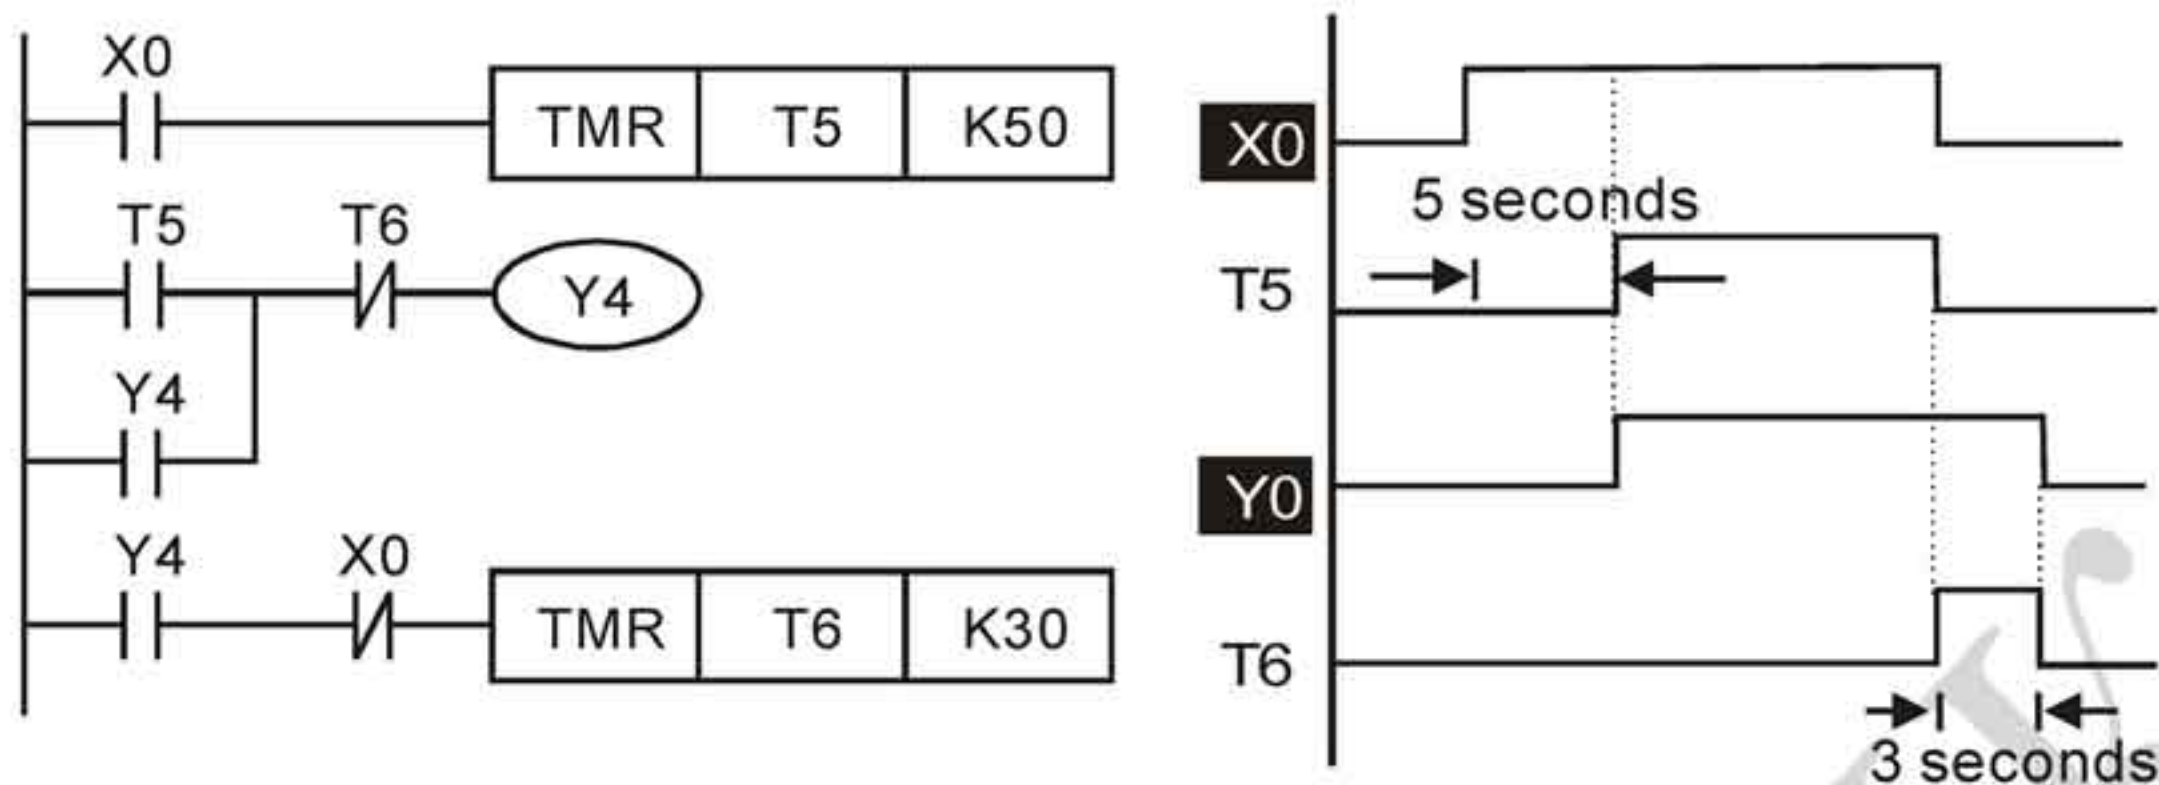 X0
TMR T5 K50
T5 T6
Y4
Y4
Y4 X0
TMR T6 K30
X0
5 seconds
T5
Y0
T6
3 seconds